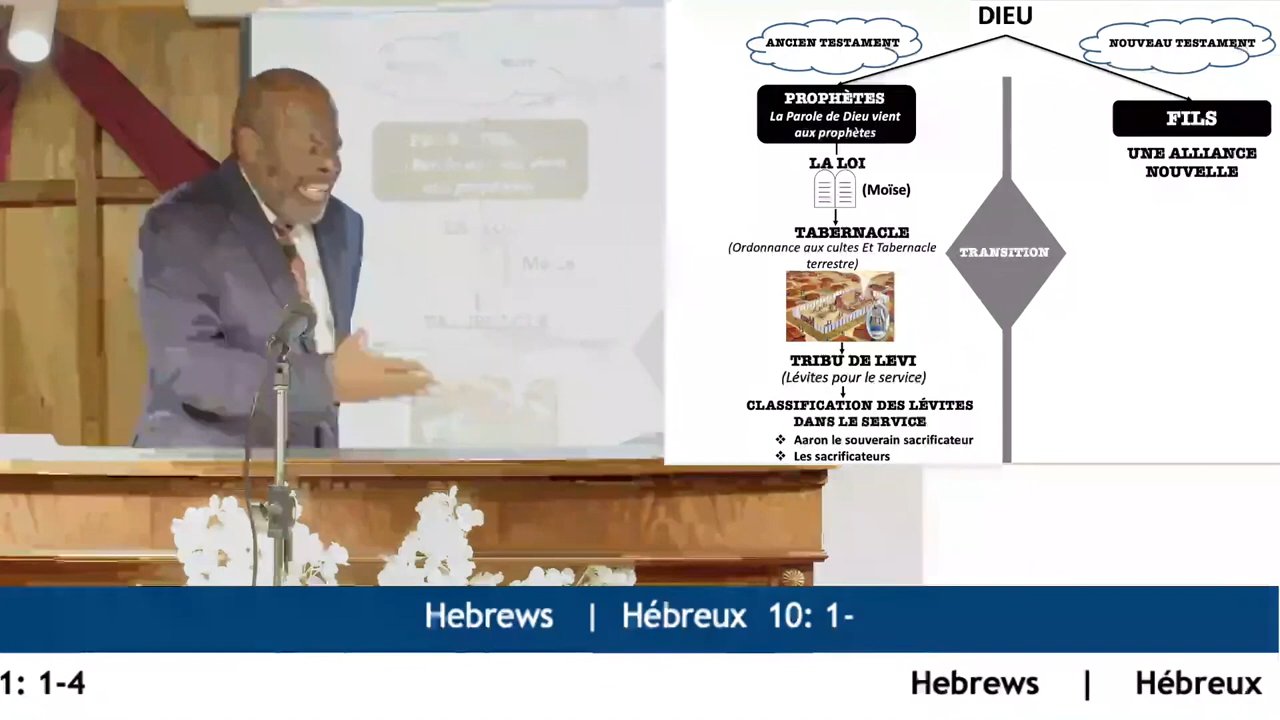 DIEU
ANCIEN TESTAMENT
NOUVEAU TESTAMENT
PROPHÈTES
La Parole de Dieu vient
aux prophètes
LA LOI
(Moïse)
TABERNACLE
(Ordonnance aux cultes Et Tabernacle
terrestre)
TRIBU DE LEVI
(Lévites pour le service)
CLASSIFICATION DES LÉVITES
DANS LE SERVICE
❖ Aaron le souverain sacrificateur
❖ Les sacrificateurs
TRANSITION
FILS
UNE ALLIANCE
NOUVELLE
Hebrews | Hébreux 10: 1-
1: 1-4
Hebrews | Hébreux